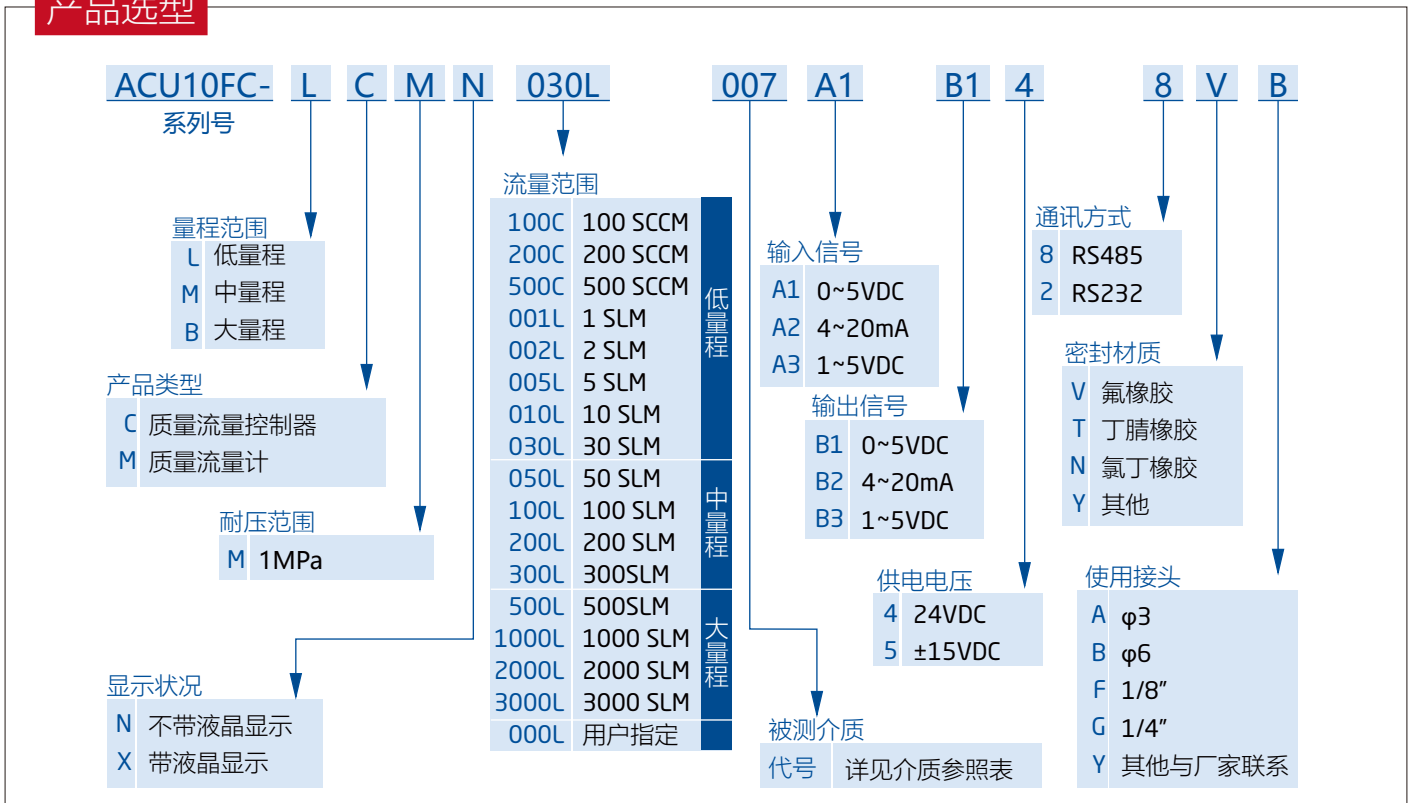 产品选型
ACU10FC- L C M N 030L 007 A1 B1 4 8 V B
系列号
量程范围
L 低量程
M 中量程
B 大量程
产品类型
C 质量流量控制器
M 质量流量计
耐压范围
M 1MPa
显示状况
N 不带液晶显示
X 带液晶显示
流量范围
100C 100 SCCM
200C 200 SCCM
500C 500 SCCM
001L 1 SLM
002L 2 SLM
005L 5 SLM
010L 10 SLM
030L 30 SLM
低量程
050L 50 SLM
100L 100 SLM
200L 200 SLM
300L 300SLM
中量程
500L 500SLM
1000L 1000 SLM
2000L 2000 SLM
3000L 3000 SLM
大量程
000L 用户指定
被测介质
代号 详见介质参照表
输入信号
A1 0~5VDC
A2 4~20mA
A3 1~5VDC
输出信号
B1 0~5VDC
B2 4~20mA
B3 1~5VDC
供电电压
4 24VDC
5 ±15VDC
通讯方式
8 RS485
2 RS232
密封材质
V 氟橡胶
T 丁腈橡胶
N 氯丁橡胶
Y 其他
使用接头
A φ3
B φ6
F 1/8″
G 1/4″
Y 其他与厂家联系